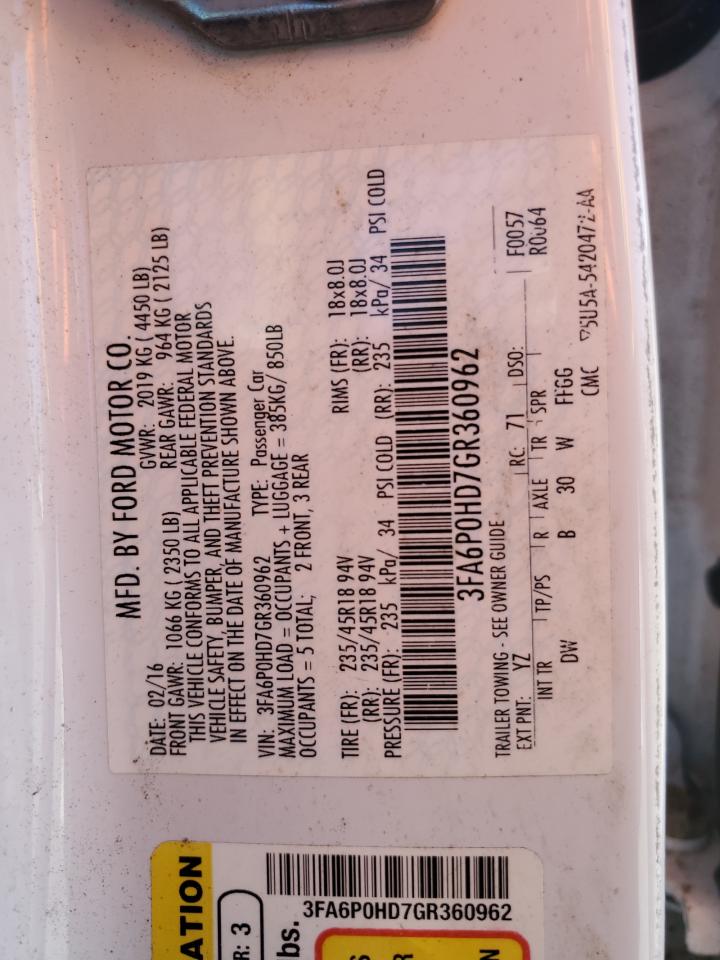 MFD. BY FORD MOTOR CO.
DATE: 02/16 GVWR: 2019 KG ( 4450 LB)
FRONT GAWR: 1066 KG ( 2350 LB) REAR GAWR: 964 KG ( 2125 LB)
THIS VEHICLE CONFORMS TO ALL APPLICABLE FEDERAL MOTOR
VEHICLE SAFETY, BUMPER, AND THEFT PREVENTION STANDARDS
IN EFFECT ON THE DATE OF MANUFACTURE SHOWN ABOVE.
VIN: 3FA6P0HD7GR360962 TYPE: Passenger Car
MAXIMUM LOAD = OCCUPANTS + LUGGAGE = 385KG/ 850LB
OCCUPANTS = 5 TOTAL; 2 FRONT, 3 REAR
TIRE (FR): 235/45R18 94V RIMS (FR): 18x8.0J
(RR): 235/45R18 94V (RR): 18x8.0J
PRESSURE (FR): 235 kPa/ 34 PSI COLD (RR): 235 kPa/ 34 PSI COLD
3FA6P0HD7GR360962
TRAILER TOWING - SEE OWNER GUIDE
EXT PNT: YZ RC: 71 DSO: F0057
INT TR TP/PS R AXLE TR SPR R0064
DW B 30 W FFGG
CMC 5U5A-5420472-AA
ATION
R: 3
bs.
3FA6P0HD7GR360962
S
R
N